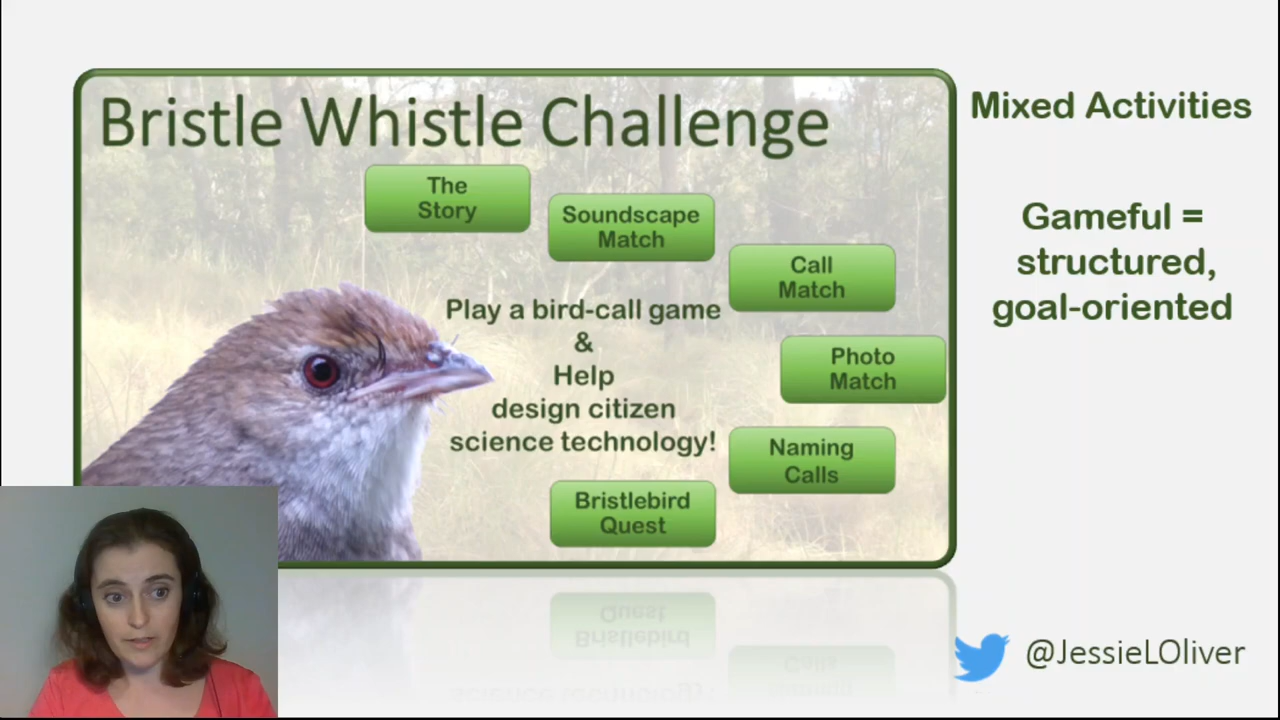 Bristle Whistle Challenge
The
Story
Soundscape
Match
Call
Match
Photo
Match
Naming
Calls
Bristlebird
Quest
Play a bird-call game
&
Help
design citizen
science technology!
Mixed Activities
Gameful =
structured,
goal-oriented
@JessieLOliver